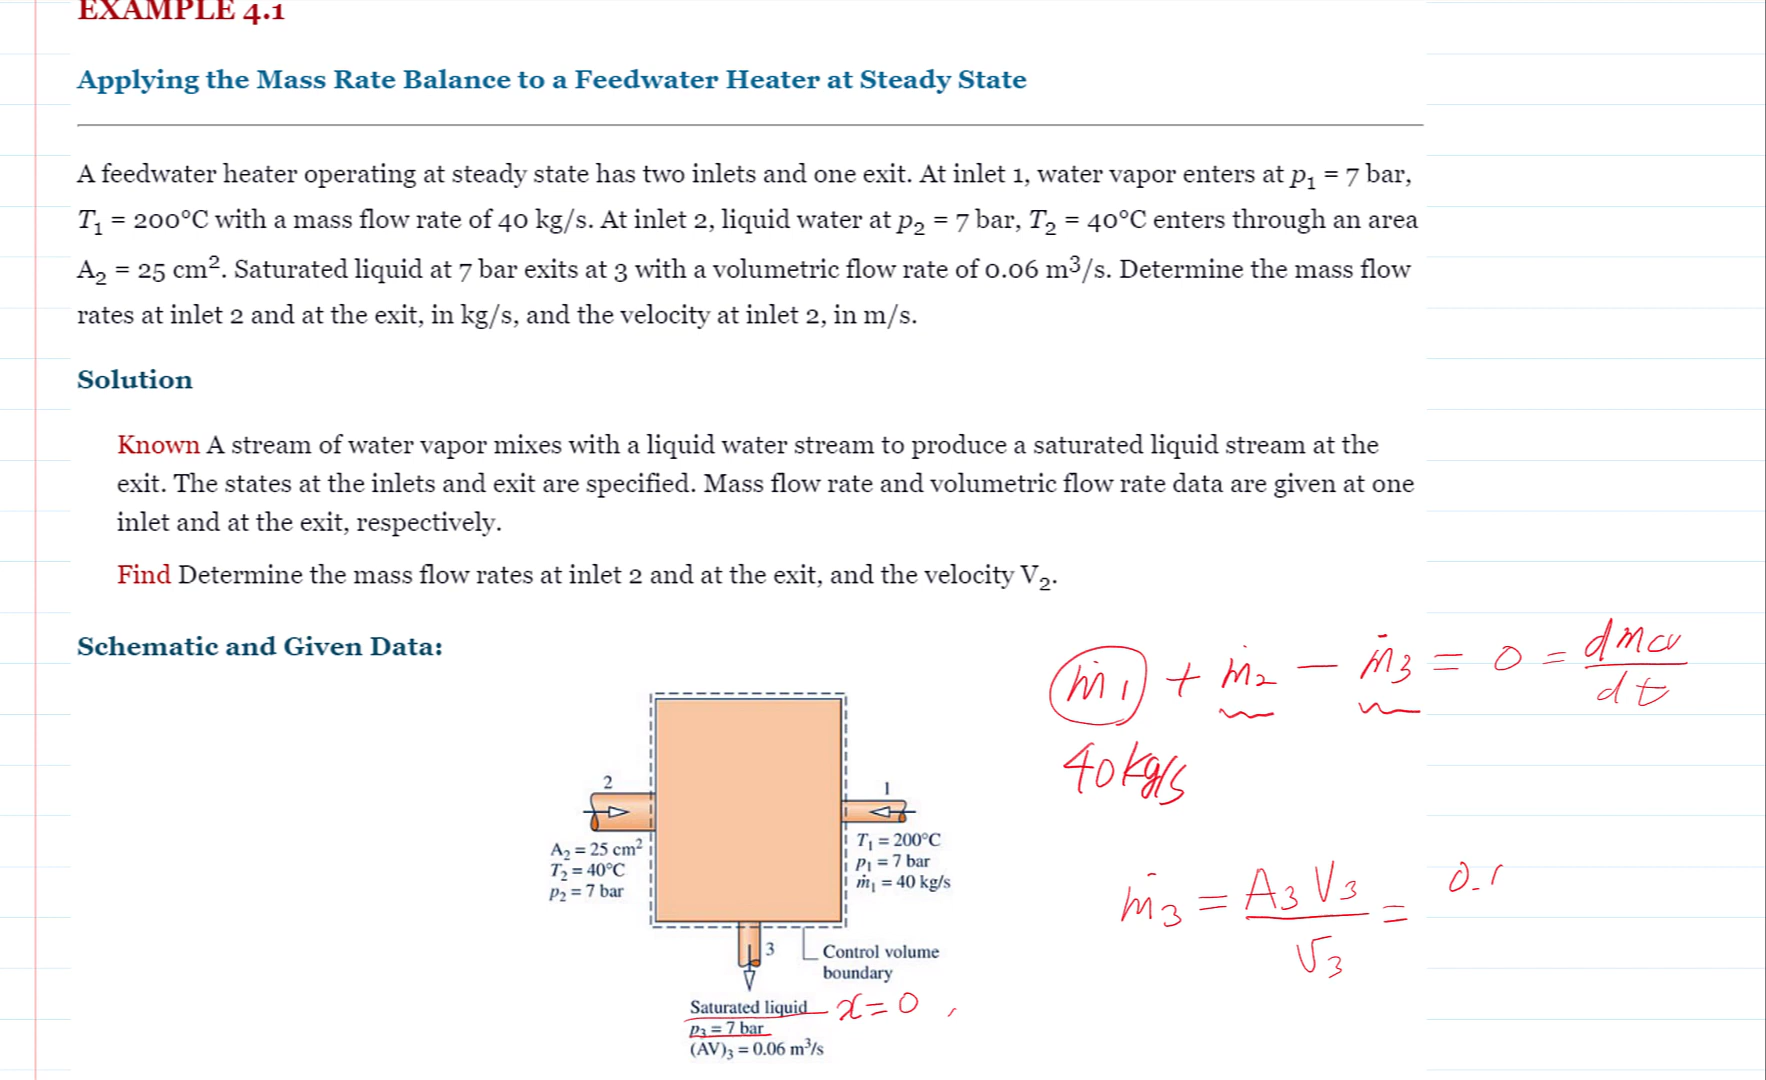 EXAMPLE 4.1
Applying the Mass Rate Balance to a Feedwater Heater at Steady State
A feedwater heater operating at steady state has two inlets and one exit. At inlet 1, water vapor enters at p₁ = 7 bar,
T₁ = 200°C with a mass flow rate of 40 kg/s. At inlet 2, liquid water at p₂ = 7 bar, T₂ = 40°C enters through an area
A₂ = 25 cm². Saturated liquid at 7 bar exits at 3 with a volumetric flow rate of 0.06 m³/s. Determine the mass flow
rates at inlet 2 and at the exit, in kg/s, and the velocity at inlet 2, in m/s.
Solution
Known A stream of water vapor mixes with a liquid water stream to produce a saturated liquid stream at the
exit. The states at the inlets and exit are specified. Mass flow rate and volumetric flow rate data are given at one
inlet and at the exit, respectively.
Find Determine the mass flow rates at inlet 2 and at the exit, and the velocity V₂.
Schematic and Given Data:
ṁ₁ + ṁ₂ − ṁ₃ = 0 = dmcv/dt
40 kg/s
2
A₂ = 25 cm²
T₂ = 40°C
p₂ = 7 bar
1
T₁ = 200°C
p₁ = 7 bar
ṁ₁ = 40 kg/s
ṁ₃ = A₃V₃/v₃ =
3
Control volume
boundary
Saturated liquid x = 0 ,
p₃ = 7 bar
(AV)₃ = 0.06 m³/s